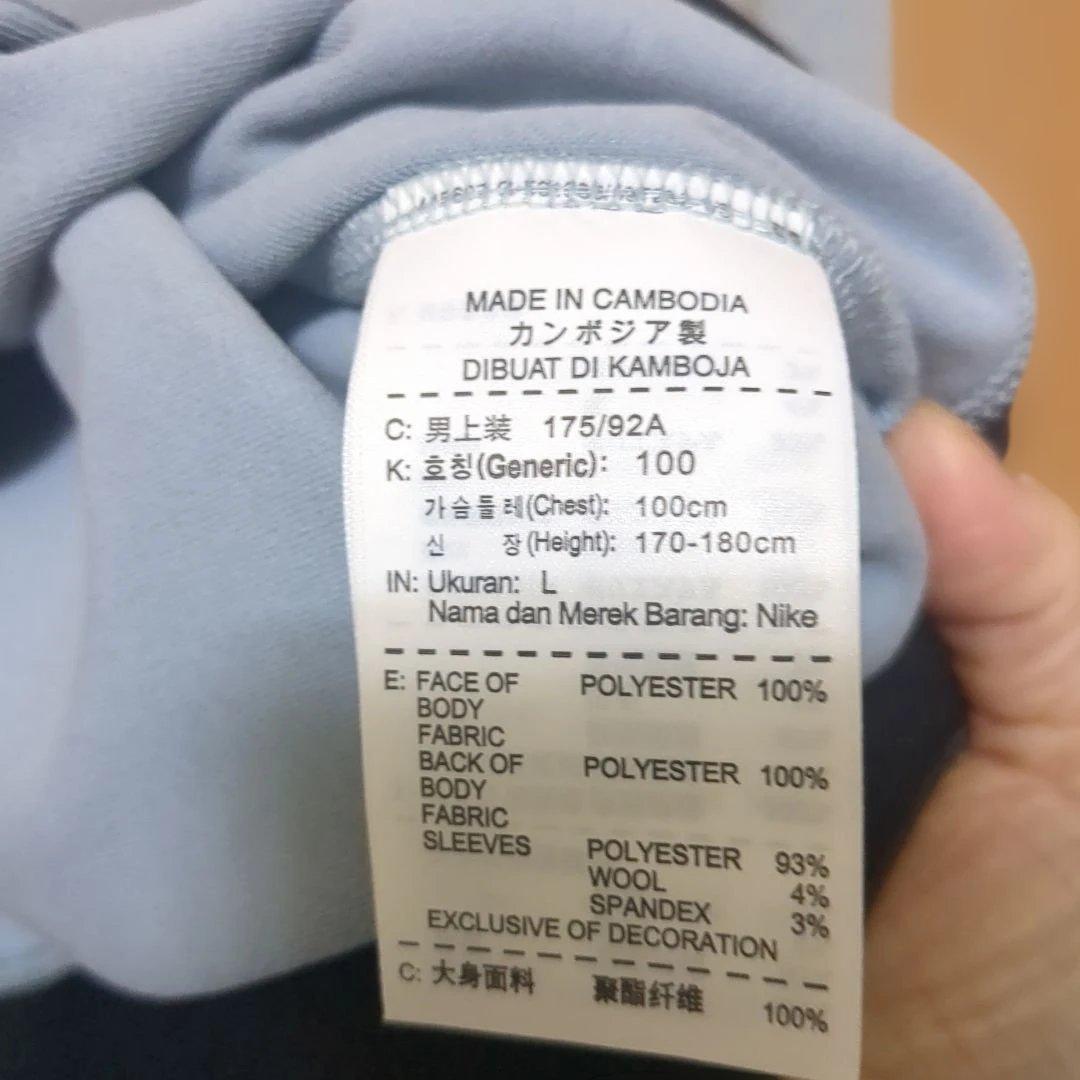 MADE IN CAMBODIA
カンボジア製
DIBUAT DI KAMBOJA
C: 男上装 175/92A
K: 호칭(Generic): 100
가슴둘레(Chest): 100cm
신 장(Height): 170-180cm
IN: Ukuran: L
Nama dan Merek Barang: Nike
E: FACE OF POLYESTER 100%
BODY
FABRIC
BACK OF POLYESTER 100%
BODY
FABRIC
SLEEVES POLYESTER 93%
WOOL 4%
SPANDEX 3%
EXCLUSIVE OF DECORATION
C: 大身面料 聚酯纤维 100%